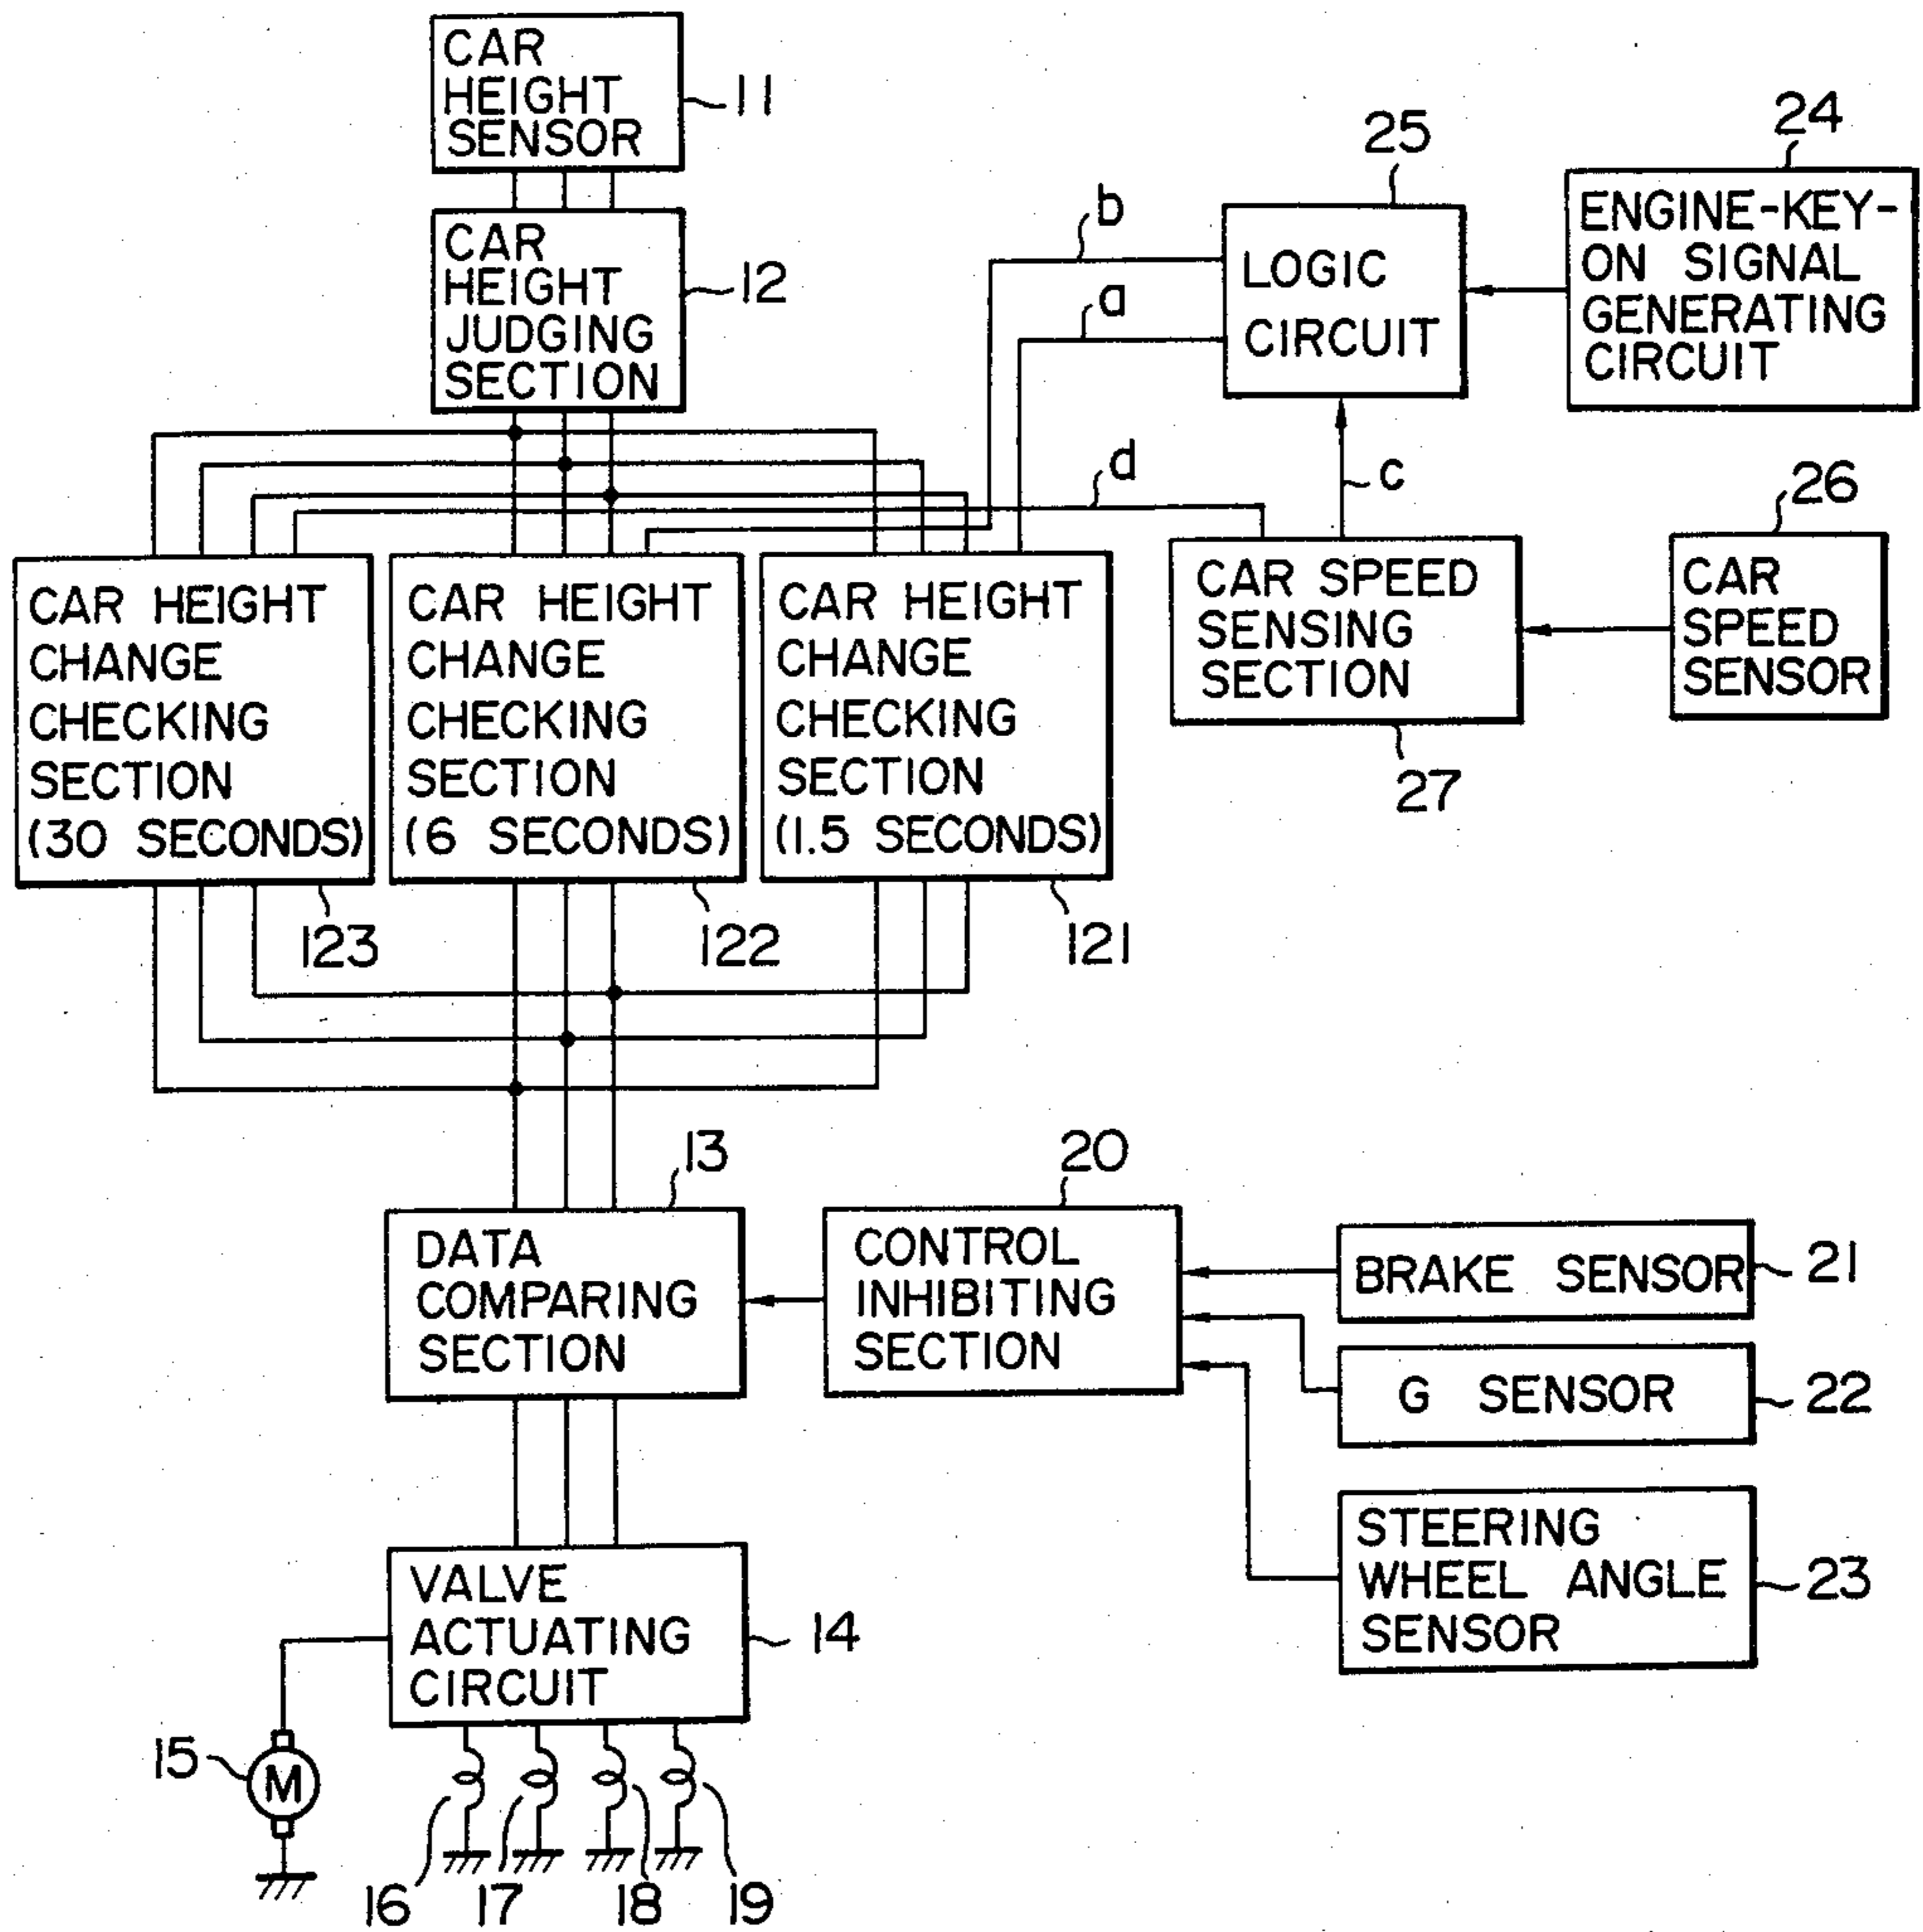 CAR
HEIGHT
SENSOR
11
CAR
HEIGHT
JUDGING
SECTION
12
25
24
b
a
LOGIC
CIRCUIT
ENGINE-KEY-
ON SIGNAL
GENERATING
CIRCUIT
d
c
26
CAR HEIGHT
CHANGE
CHECKING
SECTION
(30 SECONDS)
123
CAR HEIGHT
CHANGE
CHECKING
SECTION
(6 SECONDS)
122
CAR HEIGHT
CHANGE
CHECKING
SECTION
(1.5 SECONDS)
121
CAR SPEED
SENSING
SECTION
27
CAR
SPEED
SENSOR
13
20
DATA
COMPARING
SECTION
CONTROL
INHIBITING
SECTION
BRAKE SENSOR
21
G SENSOR
22
STEERING
WHEEL ANGLE
SENSOR
23
VALVE
ACTUATING
CIRCUIT
14
15
M
16
17
18
19